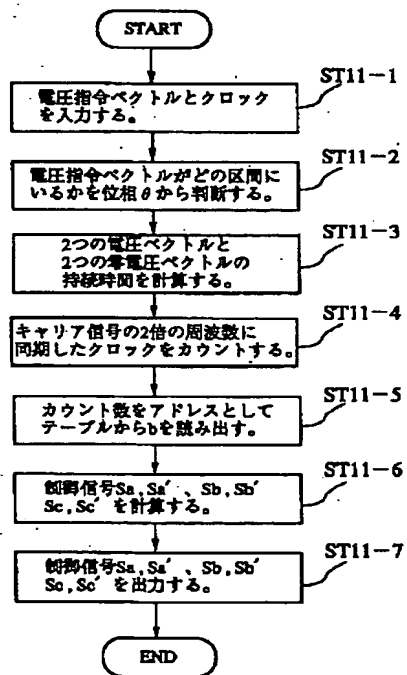 START
ST11-1
電圧指令ベクトルとクロック
を入力する。
ST11-2
電圧指令ベクトルがどの区間に
いるかを位相θから判断する。
ST11-3
2つの電圧ベクトルと
2つの零電圧ベクトルの
持続時間を計算する。
ST11-4
キャリア信号の2倍の周波数に
同期したクロックをカウントする。
ST11-5
カウント数をアドレスとして
テーブルからbを読み出す。
ST11-6
制御信号Sa,Sa′、Sb,Sb′
Sc,Sc′を計算する。
ST11-7
制御信号Sa,Sa′、Sb,Sb′
Sc,Sc′を出力する。
END